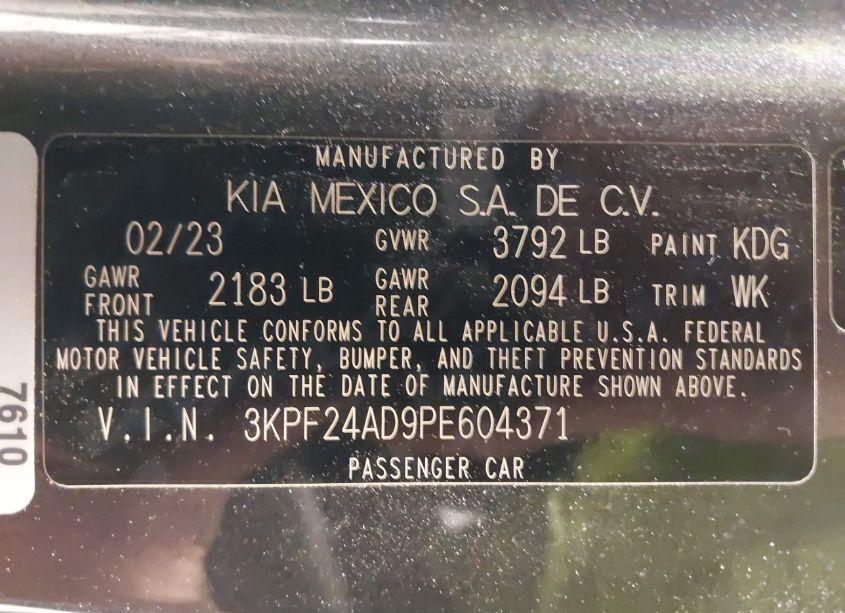 MANUFACTURED BY
KIA MEXICO S.A. DE C.V.
02/23 GVWR 3792 LB PAINT KDG
GAWR FRONT 2183 LB GAWR REAR 2094 LB TRIM WK
THIS VEHICLE CONFORMS TO ALL APPLICABLE U.S.A. FEDERAL
MOTOR VEHICLE SAFETY, BUMPER, AND THEFT PREVENTION STANDARDS
IN EFFECT ON THE DATE OF MANUFACTURE SHOWN ABOVE.
V.I.N. 3KPF24AD9PE604371
PASSENGER CAR
7610